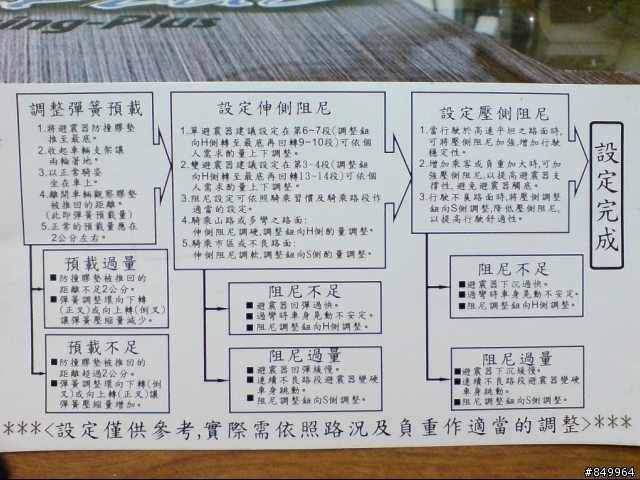 ing-Plus
調整彈簧預載
1.將避震器防撞膠墊
推至最底。
2.收起車輛支架讓
兩輪著地。
3.以正常騎姿
坐在車上。
4.離開車輛觀察膠墊
被推回的距離。
(此即彈簧預載量)
5.正常的預載量應在
2公分左右。
預載過量
■防撞膠墊被推回的
距離不足2公分。
■彈簧調整環向下轉
(正叉)或向上轉(倒叉)
讓彈簧壓縮量減少。
預載不足
■防撞膠墊被推回的
距離超過2公分。
■彈簧調整環向下轉(倒
叉)或向上轉(正叉)讓
彈簧壓縮量增加。
設定伸側阻尼
1.單避震器建議設定在第6~7段(調整鈕
向H側轉至最底再回轉9~10段)可依個
人需求酌量上下調整。
2.雙避震器建議設定在第3~4段(調整鈕
向H側轉至最底再回轉13~14段)可依個
人需求酌量上下調整。
3.阻尼設定可依照騎乘習慣及騎乘路段作
適當的設定。
4.騎乘山路或多彎之路面:
伸側阻尼調硬,調整鈕向H側酌量調整。
5.騎乘市區或不良路面:
伸側阻尼調軟,調整鈕向S側酌量調整。
阻尼不足
■避震器回彈過快。
■過彎時車身晃動不安定。
■阻尼調整鈕向H側調整。
阻尼過量
■避震器回彈過慢。
■連續不良路段避震器變硬
車身跳動。
■阻尼調整鈕向S側調整。
設定壓側阻尼
1.當行駛於高速平坦之路面時,
可將壓側阻尼加強,增加行駛
穩定性。
2.增加乘客或負重加大時,可加
強壓側阻尼,以提高避震器支
撐性,避免避震器觸底。
3.行駛不良路面時,將壓側調整
鈕向S側調整,降低壓側阻尼,
以提高行駛舒適性。
阻尼不足
■避震器下沉過快。
■過彎時車身晃動不安定。
■阻尼調整鈕向H側調整。
阻尼過量
■避震器下沉緩慢。
■連續不良路段避震器變硬
車身跳動。
■阻尼調整鈕向S側調整。
設定完成
***<設定僅供參考,實際需依照路況及負重作適當的調整>***
#849964